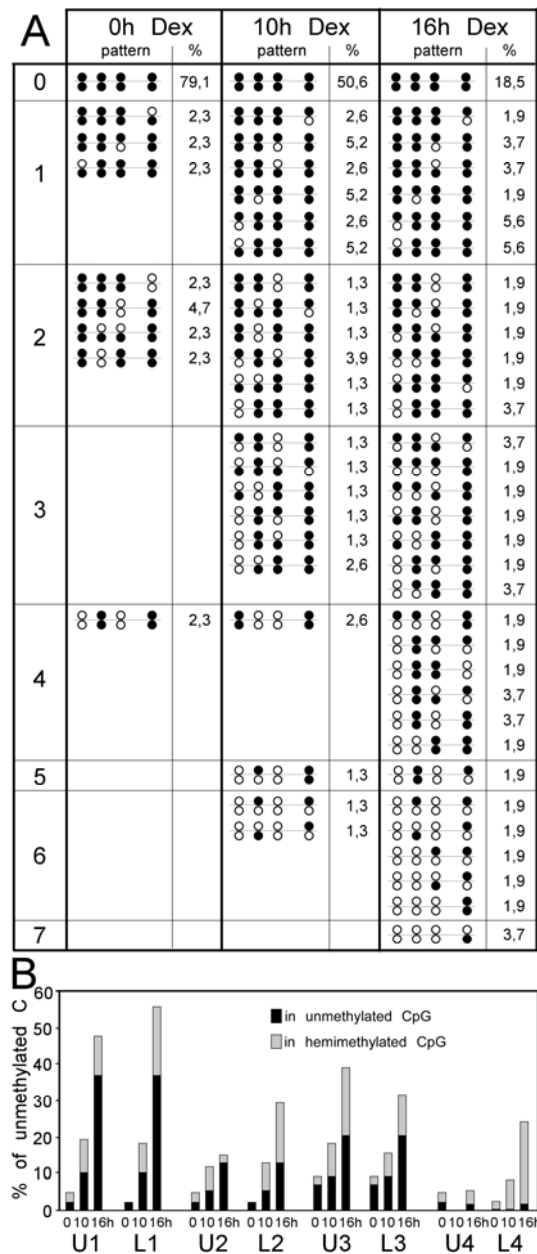 A 0h Dex 10h Dex 16h Dex
pattern % pattern % pattern %
0 79,1 50,6 18,5
2,3 2,6 1,9
2,3 5,2 3,7
1 2,3 2,6 3,7
5,2 1,9
2,6 5,6
5,2 5,6
2,3 1,3 1,9
4,7 1,3 1,9
2 2,3 1,3 1,9
2,3 3,9 1,9
1,3 1,9
1,3 3,7
1,3 3,7
1,3 1,9
1,3 1,9
3 1,3 1,9
1,3 1,9
2,6 1,9
3,7
2,3 2,6 1,9
1,9
4 1,9
3,7
3,7
1,9
5 1,3 1,9
1,3 1,9
1,3 1,9
6 1,9
1,9
1,9
7 3,7
B
% of unmethylated C
60
50
40
30
20
10
0
in unmethylated CpG
in hemimethylated CpG
0 10 16h 0 10 16h 0 10 16h 0 10 16h 0 10 16h 0 10 16h 0 10 16h 0 10 16h
U1 L1 U2 L2 U3 L3 U4 L4